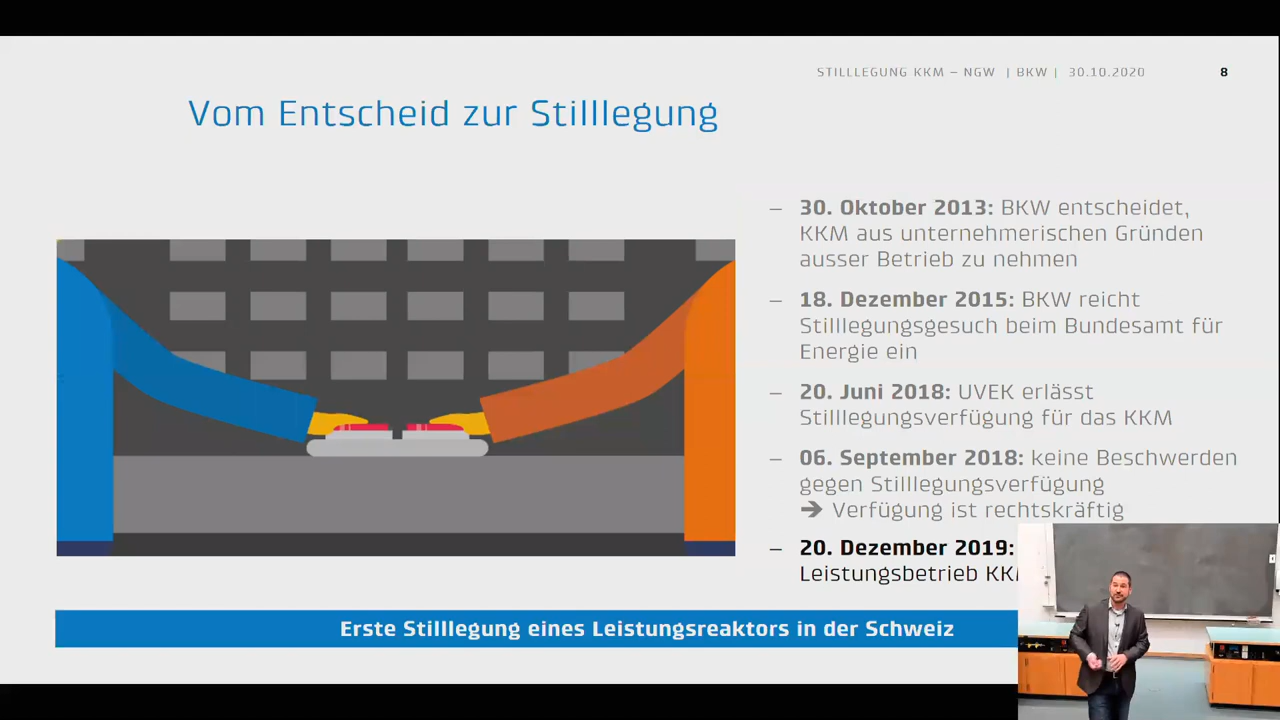 STILLLEGUNG KKM – NGW | BKW | 30.10.2020 8
Vom Entscheid zur Stilllegung
– 30. Oktober 2013: BKW entscheidet,
KKM aus unternehmerischen Gründen
ausser Betrieb zu nehmen
– 18. Dezember 2015: BKW reicht
Stilllegungsgesuch beim Bundesamt für
Energie ein
– 20. Juni 2018: UVEK erlässt
Stilllegungsverfügung für das KKM
– 06. September 2018: keine Beschwerden
gegen Stilllegungsverfügung
➔ Verfügung ist rechtskräftig
– 20. Dezember 2019:
Leistungsbetrieb
Erste Stilllegung eines Leistungsreaktors in der Schweiz